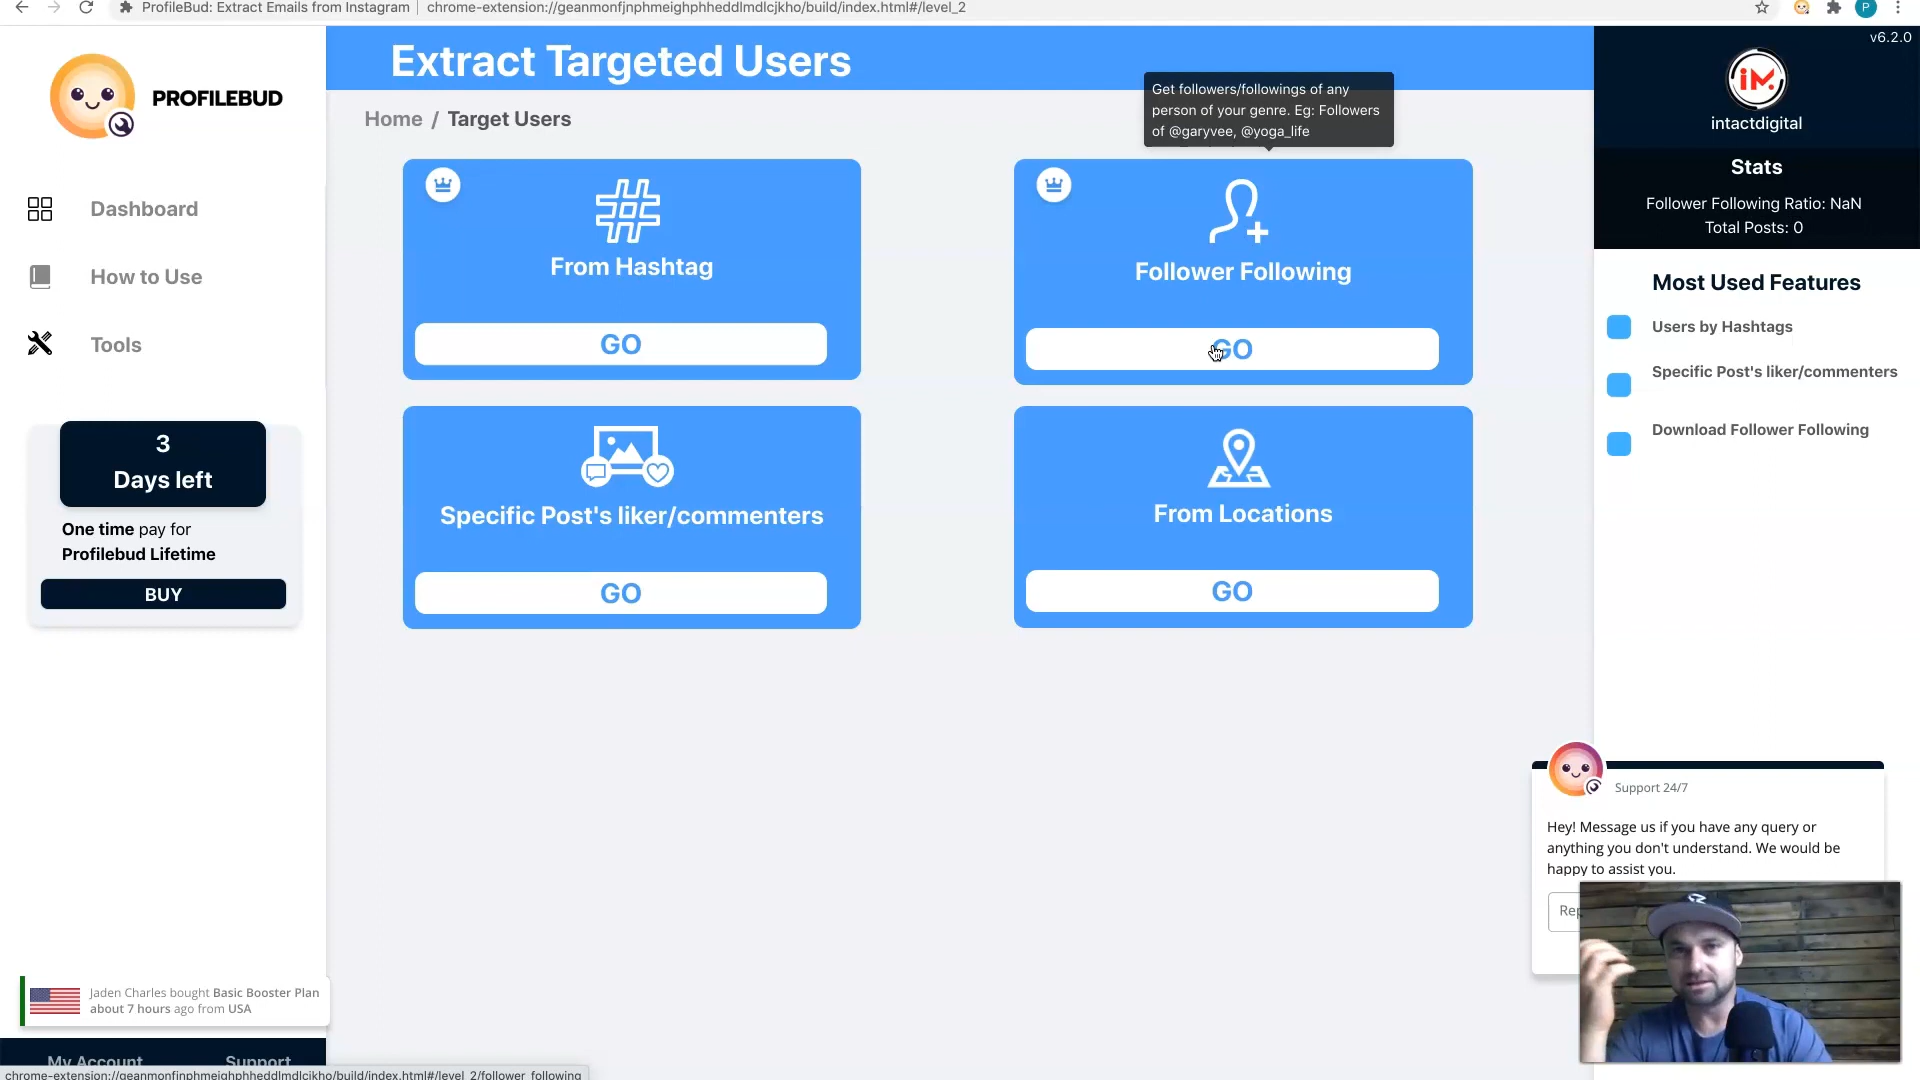 ProfileBud: Extract Emails from Instagram
chrome-extension://geanmonfjnphmeighphheddlmdlcjkho/build/index.html#/level_2
P
PROFILEBUD
Dashboard
How to Use
Tools
3
Days left
One time pay for
Profilebud Lifetime
BUY
Jaden Charles bought Basic Booster Plan
about 7 hours ago from USA
My Account
Support
chrome-extension://geanmonfjnphmeighphheddlmdlcjkho/build/index.html#/level_2/follower_following
Extract Targeted Users
Home / Target Users
Get followers/followings of any
person of your genre. Eg: Followers
of @garyvee, @yoga_life
From Hashtag
GO
Follower Following
GO
Specific Post's liker/commenters
GO
From Locations
GO
v6.2.0
iM.
intactdigital
Stats
Follower Following Ratio: NaN
Total Posts: 0
Most Used Features
Users by Hashtags
Specific Post's liker/commenters
Download Follower Following
Support 24/7
Hey! Message us if you have any query or
anything you don't understand. We would be
happy to assist you.